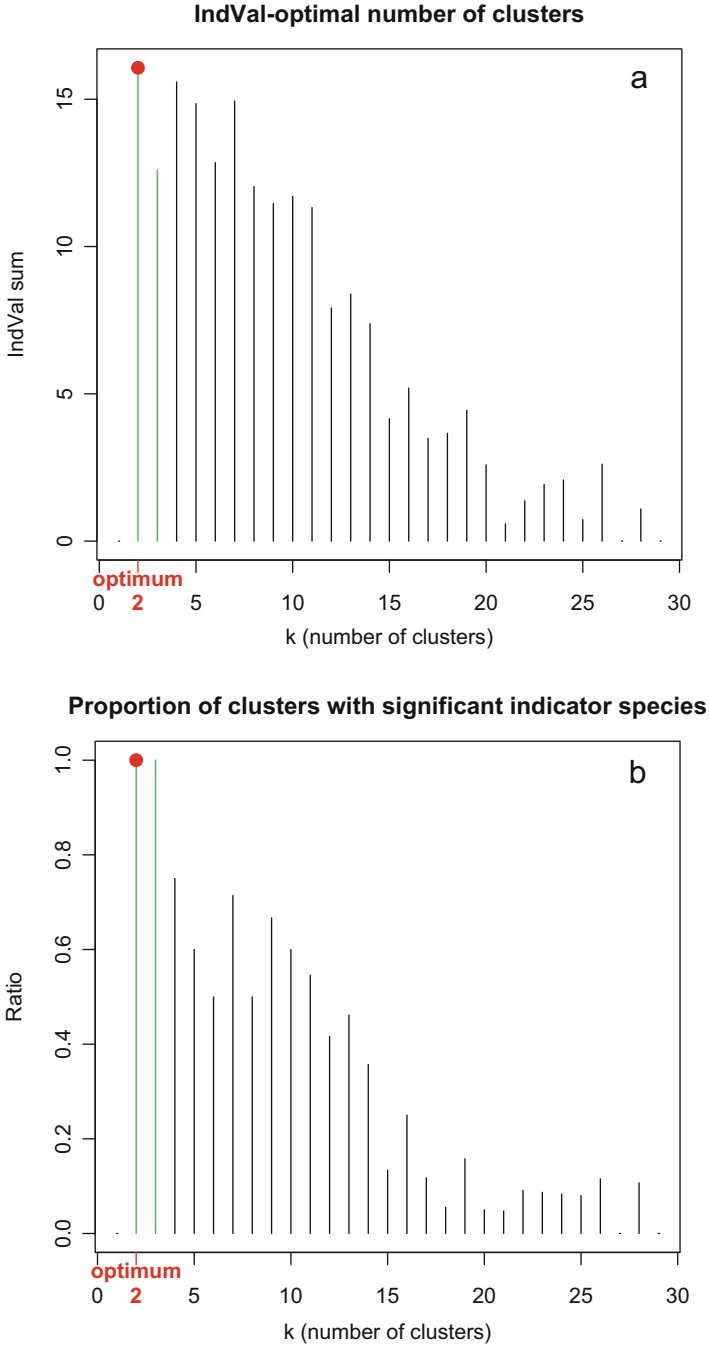 IndVal-optimal number of clusters
a
15
10
5
0
IndVal sum
optimum
0 2 5 10 15 20 25 30
k (number of clusters)
Proportion of clusters with significant indicator species
b
1.0
0.8
0.6
0.4
0.2
0.0
Ratio
optimum
0 2 5 10 15 20 25 30
k (number of clusters)